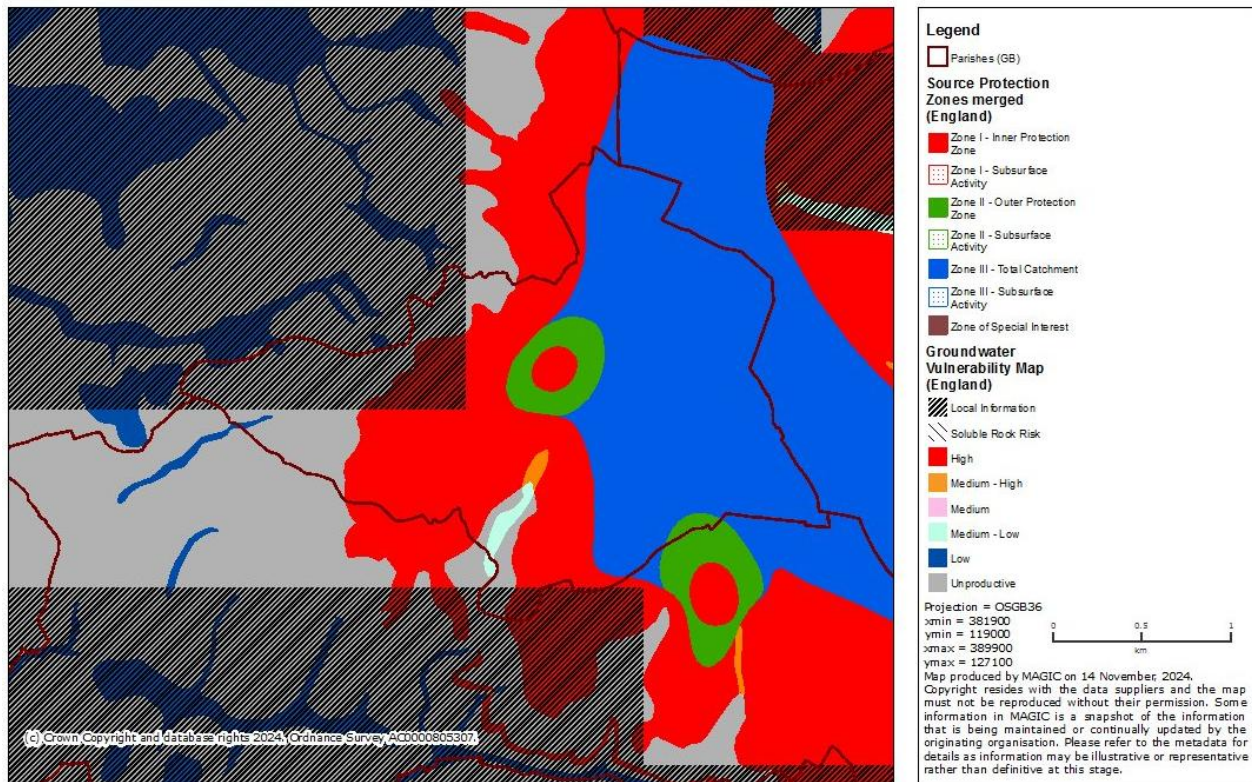 Legend
Parishes (GB)
Source Protection
Zones merged
(England)
Zone I - Inner Protection
Zone
Zone I - Subsurface
Activity
Zone II - Outer Protection
Zone
Zone II - Subsurface
Activity
Zone III - Total Catchment
Zone III - Subsurface
Activity
Zone of Special Interest
Groundwater
Vulnerability Map
(England)
Local Information
Soluble Rock Risk
High
Medium - High
Medium
Medium - Low
Low
Unproductive
Projection = OSGB36
xmin = 381900
ymin = 119000
xmax = 389900
ymax = 127100
0 0.5 1
km
Map produced by MAGIC on 14 November, 2024.
Copyright resides with the data suppliers and the map
must not be reproduced without their permission. Some
information in MAGIC is a snapshot of the information
that is being maintained or continually updated by the
originating organisation. Please refer to the metadata for
details as information may be illustrative or representative
rather than definitive at this stage.
(c) Crown Copyright and database rights 2024. Ordnance Survey AC0000805307.